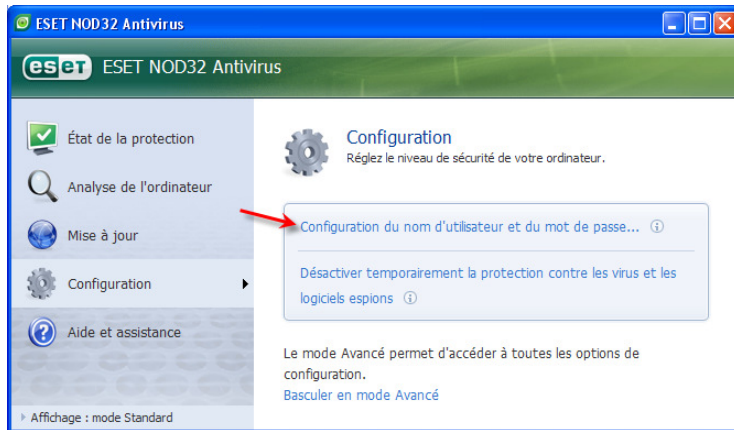 ESET NOD32 Antivirus
eset ESET NOD32 Antivirus
État de la protection
Analyse de l'ordinateur
Mise à jour
Configuration
Aide et assistance
Affichage : mode Standard
Configuration
Réglez le niveau de sécurité de votre ordinateur.
Configuration du nom d'utilisateur et du mot de passe...
Désactiver temporairement la protection contre les virus et les
logiciels espions
Le mode Avancé permet d'accéder à toutes les options de
configuration.
Basculer en mode Avancé